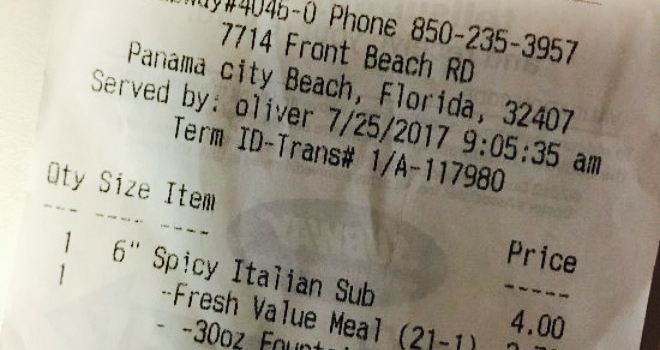 #4046-0 Phone 850-235-3957
7714 Front Beach RD
Panama city Beach, Florida, 32407
Served by: oliver 7/25/2017 9:05:35 am
Term ID-Trans# 1/A-117980
Qty Size Item Price
--- ---- ---- -----
1 6" Spicy Italian Sub 4.00
1 -Fresh Value Meal (21-1)
- -30oz